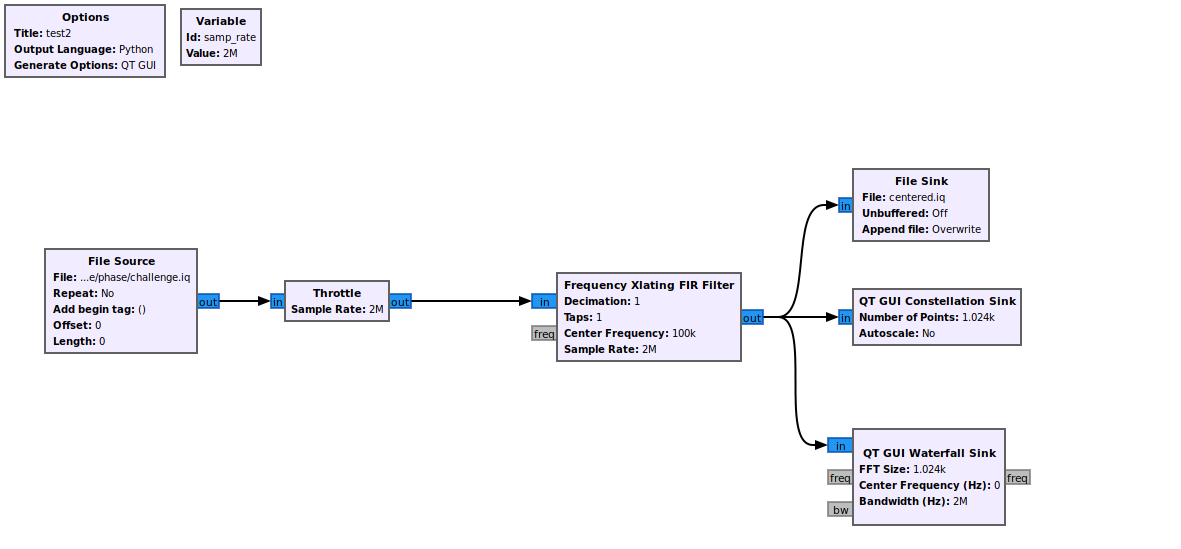 Options
Title: test2
Output Language: Python
Generate Options: QT GUI
Variable
Id: samp_rate
Value: 2M
File Source
File: ...e/phase/challenge.iq
Repeat: No
Add begin tag: ()
Offset: 0
Length: 0
out
in
Throttle
Sample Rate: 2M
out
in
freq
Frequency Xlating FIR Filter
Decimation: 1
Taps: 1
Center Frequency: 100k
Sample Rate: 2M
out
in
File Sink
File: centered.iq
Unbuffered: Off
Append file: Overwrite
in
QT GUI Constellation Sink
Number of Points: 1.024k
Autoscale: No
in
freq
bw
QT GUI Waterfall Sink
FFT Size: 1.024k
Center Frequency (Hz): 0
Bandwidth (Hz): 2M
freq